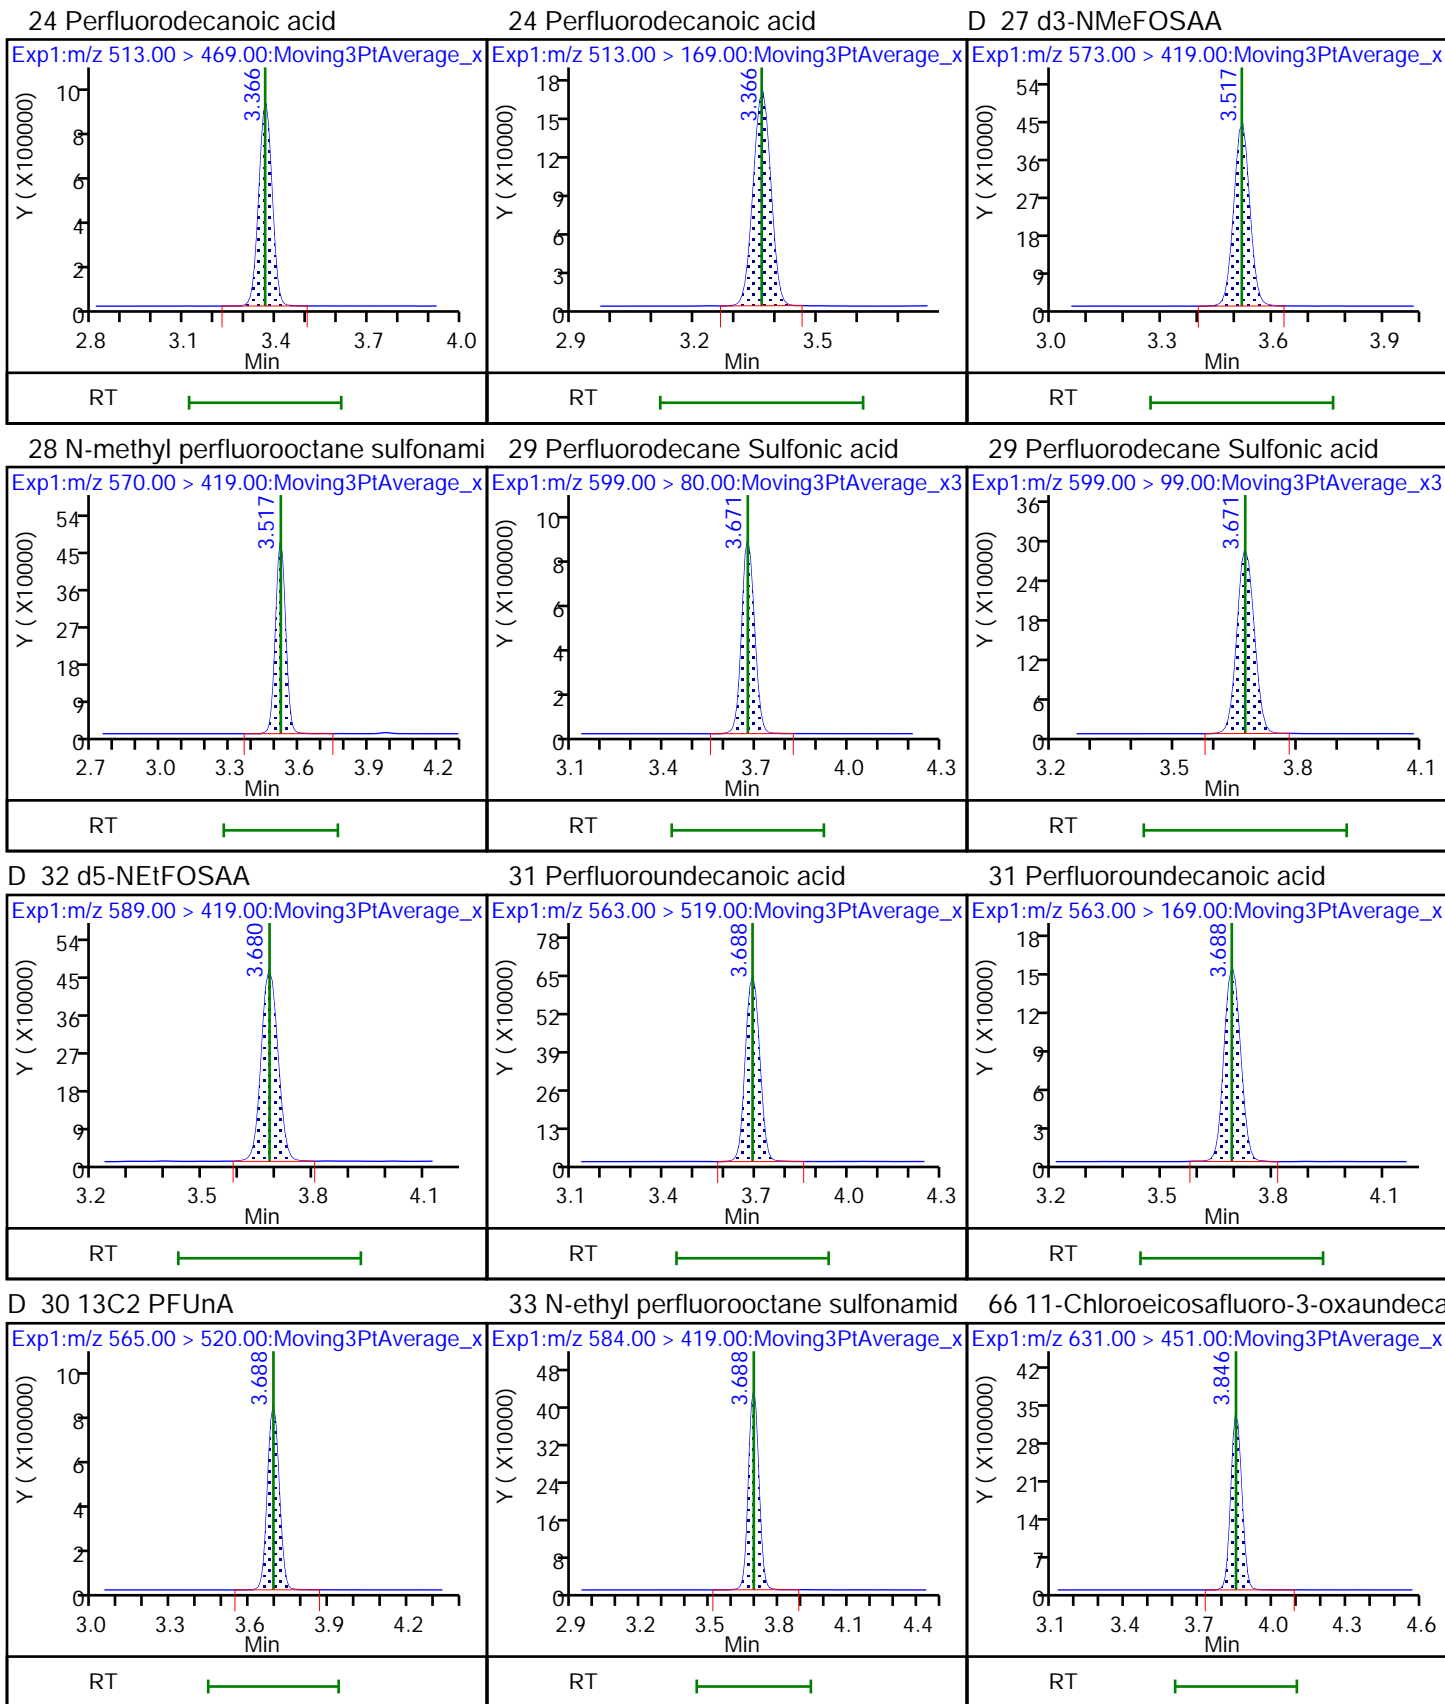 24 Perfluorodecanoic acid
Exp1:m/z 513.00 > 469.00:Moving3PtAverage_x
3.366
Y ( X100000)
10
8
6
4
2
0
2.8 3.1 3.4 3.7 4.0
Min
RT
24 Perfluorodecanoic acid
Exp1:m/z 513.00 > 169.00:Moving3PtAverage_x
3.366
Y ( X10000)
18
15
12
9
6
3
0
2.9 3.2 3.5
Min
RT
D 27 d3-NMeFOSAA
Exp1:m/z 573.00 > 419.00:Moving3PtAverage_x
3.517
Y ( X10000)
54
45
36
27
18
9
0
3.0 3.3 3.6 3.9
Min
RT
28 N-methyl perfluorooctane sulfonami
Exp1:m/z 570.00 > 419.00:Moving3PtAverage_x
3.517
Y ( X10000)
54
45
36
27
18
9
0
2.7 3.0 3.3 3.6 3.9 4.2
Min
RT
29 Perfluorodecane Sulfonic acid
Exp1:m/z 599.00 > 80.00:Moving3PtAverage_x3
3.671
Y ( X100000)
10
8
6
4
2
0
3.1 3.4 3.7 4.0 4.3
Min
RT
29 Perfluorodecane Sulfonic acid
Exp1:m/z 599.00 > 99.00:Moving3PtAverage_x3
3.671
Y ( X10000)
36
30
24
18
12
6
0
3.2 3.5 3.8 4.1
Min
RT
D 32 d5-NEtFOSAA
Exp1:m/z 589.00 > 419.00:Moving3PtAverage_x
3.680
Y ( X10000)
54
45
36
27
18
9
0
3.2 3.5 3.8 4.1
Min
RT
31 Perfluoroundecanoic acid
Exp1:m/z 563.00 > 519.00:Moving3PtAverage_x
3.688
Y ( X10000)
78
65
52
39
26
13
0
3.1 3.4 3.7 4.0 4.3
Min
RT
31 Perfluoroundecanoic acid
Exp1:m/z 563.00 > 169.00:Moving3PtAverage_x
3.688
Y ( X10000)
18
15
12
9
6
3
0
3.2 3.5 3.8 4.1
Min
RT
D 30 13C2 PFUnA
Exp1:m/z 565.00 > 520.00:Moving3PtAverage_x
3.688
Y ( X100000)
10
8
6
4
2
0
3.0 3.3 3.6 3.9 4.2
Min
RT
33 N-ethyl perfluorooctane sulfonamid
Exp1:m/z 584.00 > 419.00:Moving3PtAverage_x
3.688
Y ( X10000)
48
40
32
24
16
8
0
2.9 3.2 3.5 3.8 4.1 4.4
Min
RT
66 11-Chloroeicosafluoro-3-oxaundeca
Exp1:m/z 631.00 > 451.00:Moving3PtAverage_x
3.846
Y ( X100000)
42
35
28
21
14
7
0
3.1 3.4 3.7 4.0 4.3 4.6
Min
RT